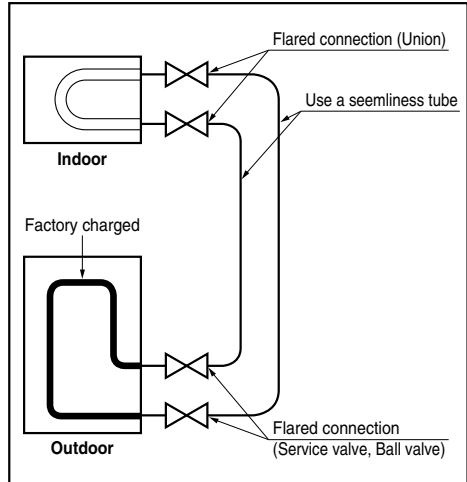 Flared connection (Union)
Use a seemliness tube
Indoor
Factory charged
Outdoor
Flared connection
(Service valve, Ball valve)